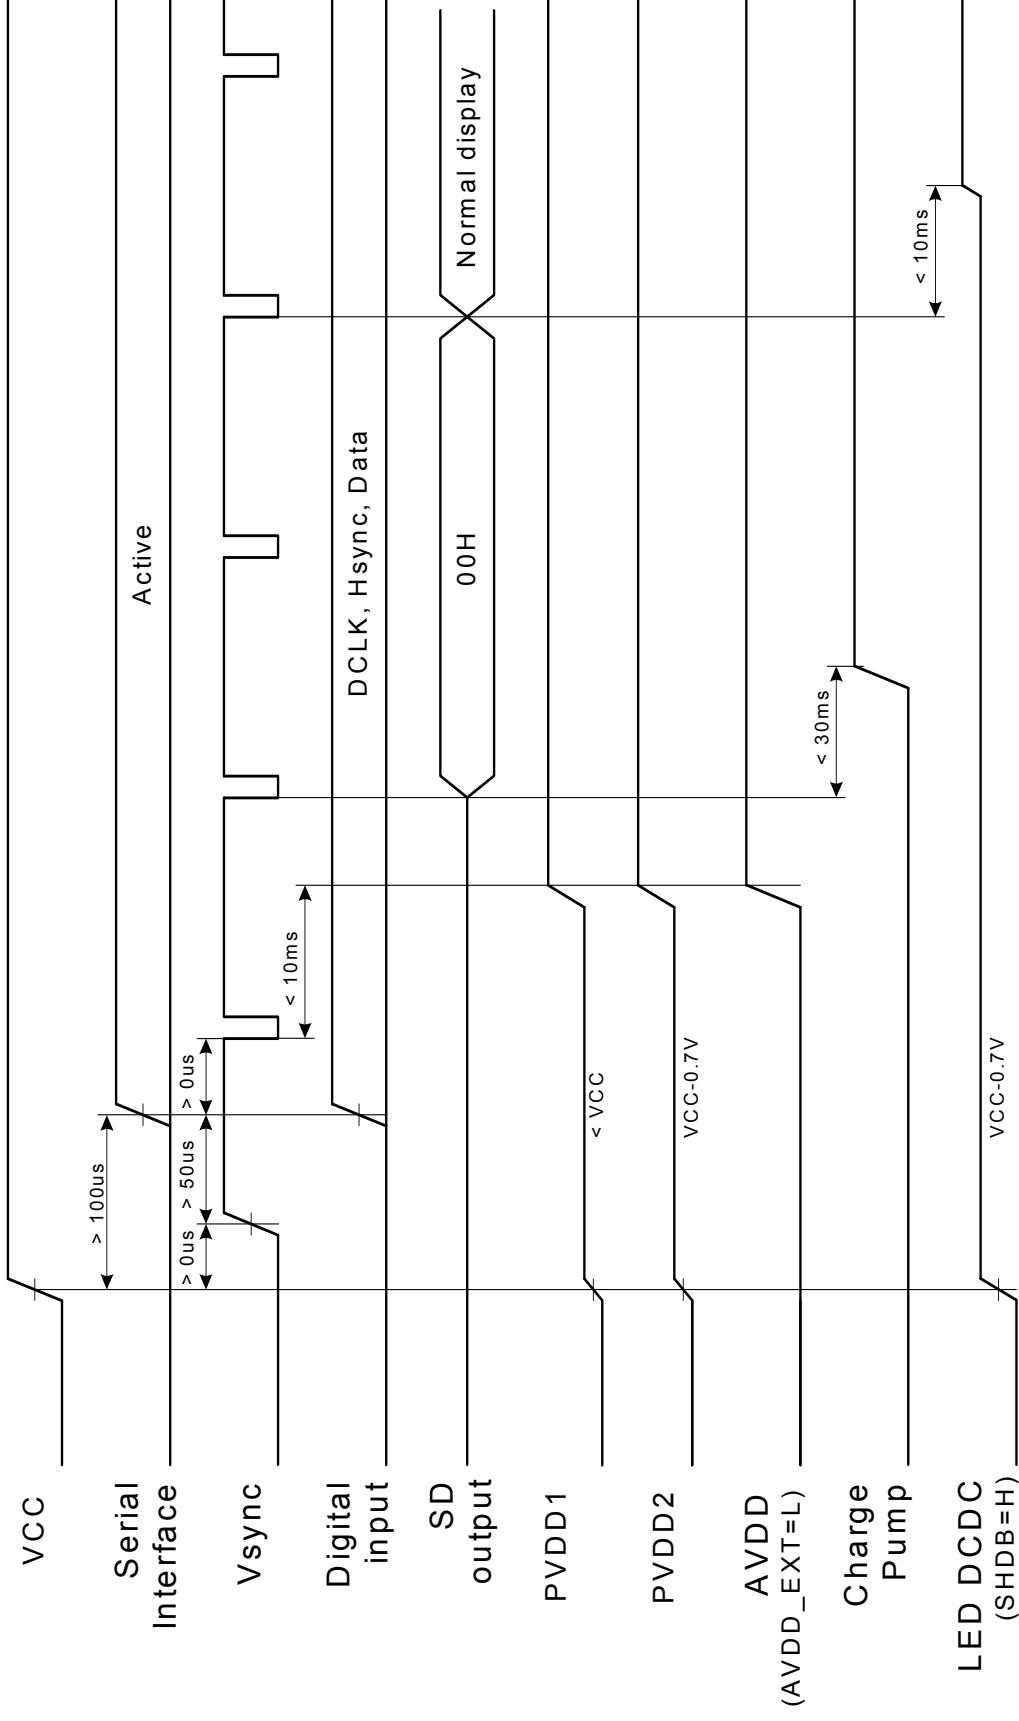 VCC
> 100us
Serial
Interface
Active
> 0us
> 50us
> 0us
Vsync
< 10ms
Digital
input
DCLK, Hsync, Data
SD
output
00H
Normal display
PVDD1
< VCC
PVDD2
VCC-0.7V
AVDD
(AVDD_EXT=L)
< 30ms
Charge
Pump
< 10ms
LED DCDC
(SHDB=H)
VCC-0.7V